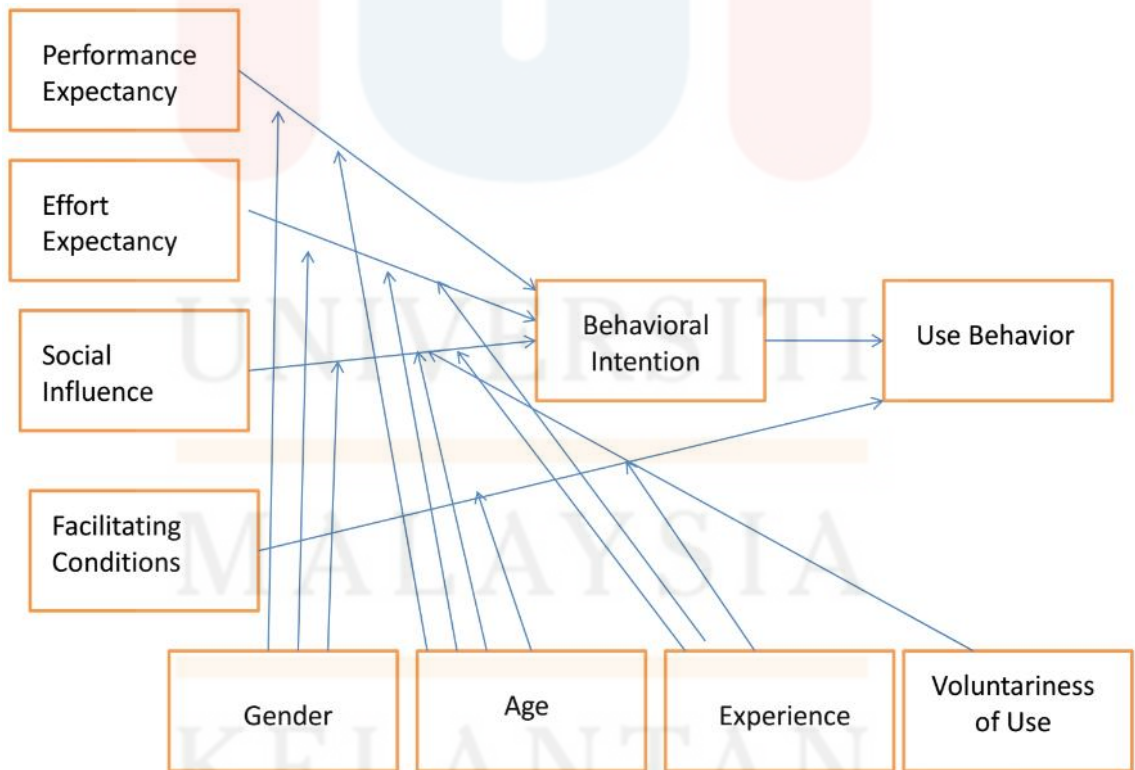 Performance
Expectancy
Effort
Expectancy
Social
Influence
Facilitating
Conditions
Behavioral
Intention
Use Behavior
Gender
Age
Experience
Voluntariness
of Use
UNIVERSITI
MALAYSIA
KELANTAN